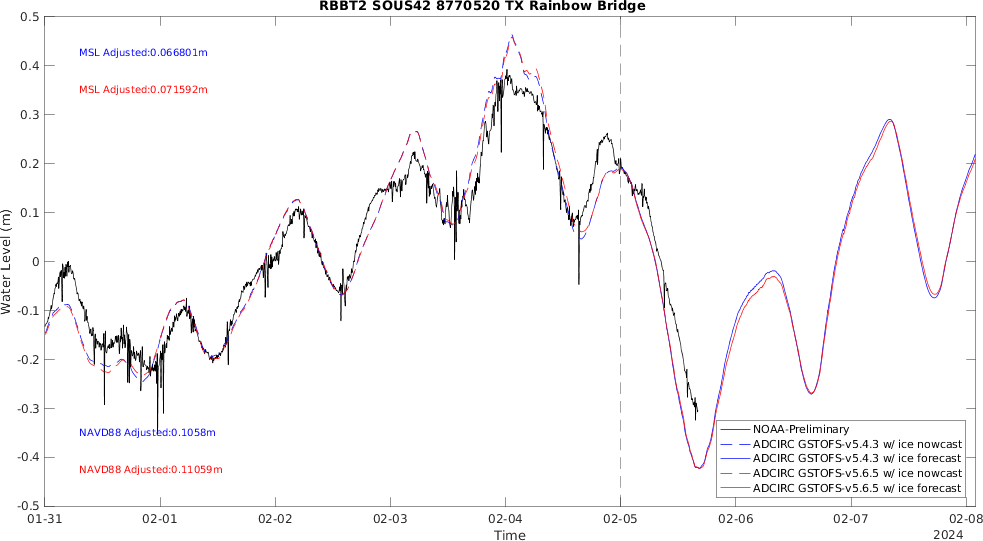 RBBT2 SOUS42 8770520 TX Rainbow Bridge
0.5
0.4
0.3
0.2
0.1
0
-0.1
-0.2
-0.3
-0.4
-0.5
Water Level (m)
MSL Adjusted:0.066801m
MSL Adjusted:0.071592m
NAVD88 Adjusted:0.1058m
NAVD88 Adjusted:0.11059m
NOAA-Preliminary
ADCIRC GSTOFS-v5.4.3 w/ ice nowcast
ADCIRC GSTOFS-v5.4.3 w/ ice forecast
ADCIRC GSTOFS-v5.6.5 w/ ice nowcast
ADCIRC GSTOFS-v5.6.5 w/ ice forecast
01-31 02-01 02-02 02-03 02-04 02-05 02-06 02-07 02-08
Time
2024